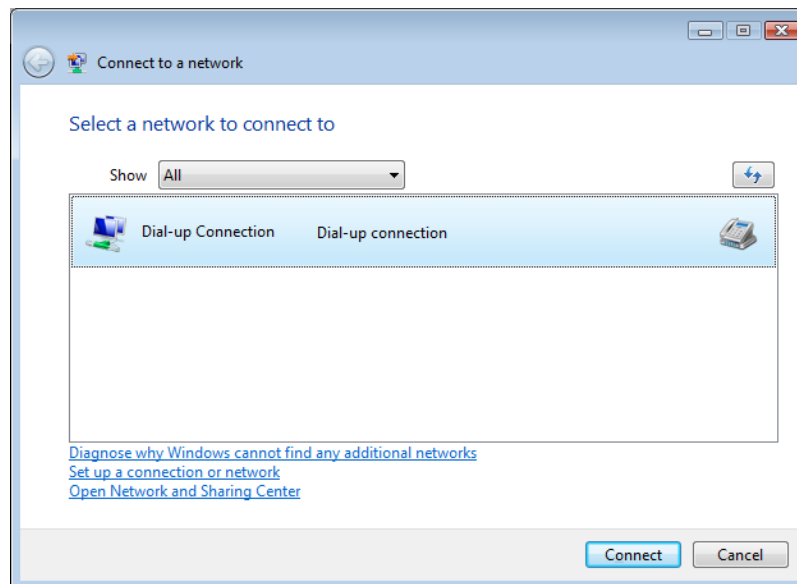 Connect to a network
Select a network to connect to
Show All
Dial-up Connection Dial-up connection
Diagnose why Windows cannot find any additional networks
Set up a connection or network
Open Network and Sharing Center
Connect Cancel